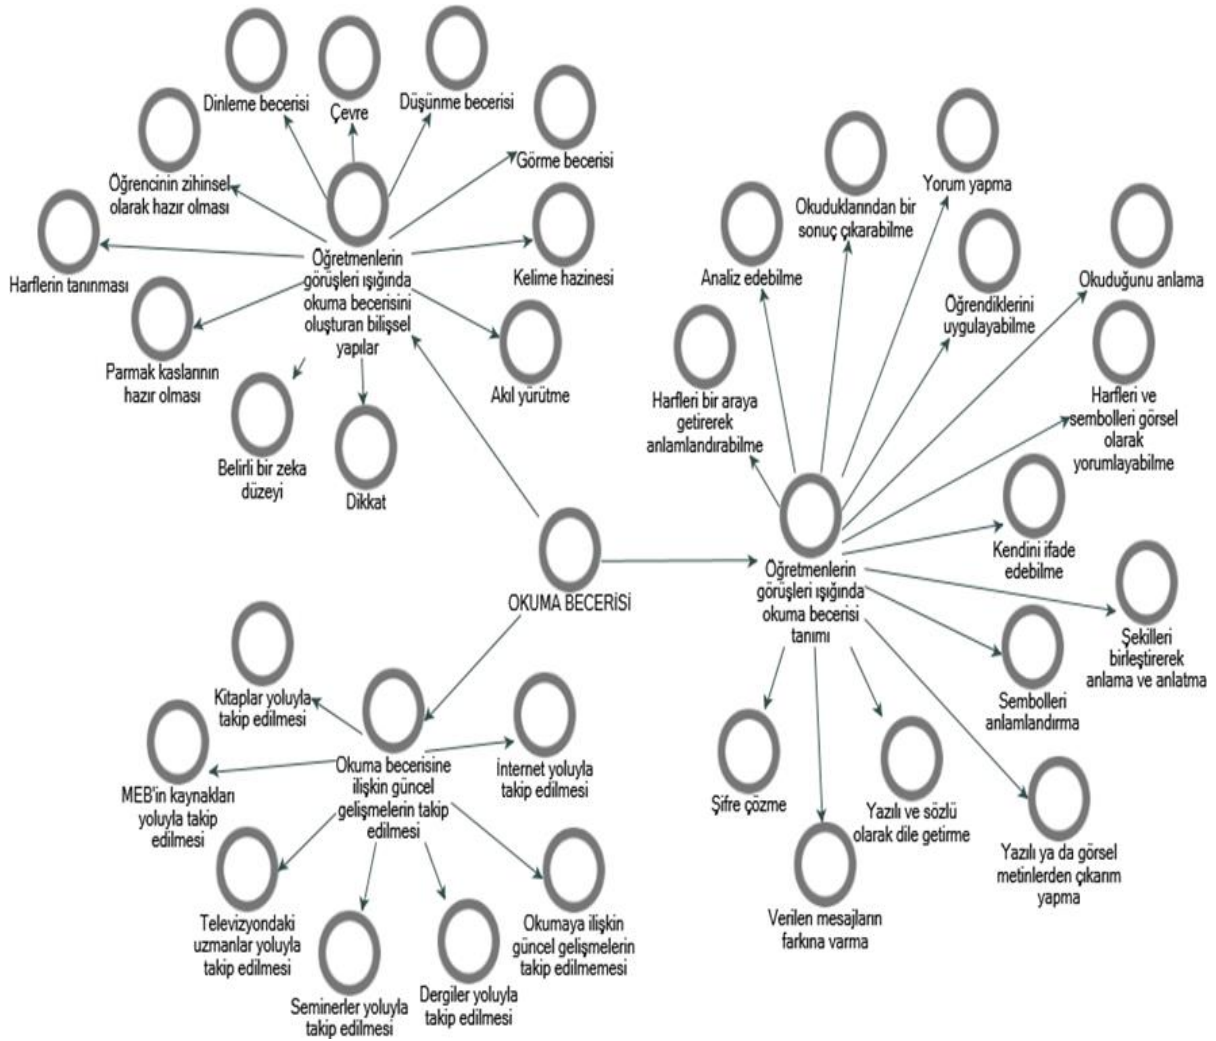 Dinleme becerisi
Çevre
Düşünme becerisi
Görme becerisi
Öğrencinin zihinsel
olarak hazır olması
Harflerin tanınması
Kelime hazinesi
Öğretmenlerin
görüşleri ışığında
okuma becerisini
oluşturan bilişsel
yapılar
Parmak kaslarının
hazır olması
Akıl yürütme
Belirli bir zeka
düzeyi
Dikkat
OKUMA BECERİSİ
Yorum yapma
Okuduklarından bir
sonuç çıkarabilme
Analiz edebilme
Okuduğunu anlama
Öğrendiklerini
uygulayabilme
Harfleri bir araya
getirerek
anlamlandırabilme
Harfleri ve
sembolleri görsel
olarak
yorumlayabilme
Kendini ifade
edebilme
Öğretmenlerin
görüşleri ışığında
okuma becerisi
tanımı
Şekilleri
birleştirerek
anlama ve anlatma
Sembolleri
anlamlandırma
Şifre çözme
Yazılı ve sözlü
olarak dile getirme
Yazılı ya da görsel
metinlerden çıkarım
yapma
Verilen mesajların
farkına varma
Kitaplar yoluyla
takip edilmesi
Okuma becerisine
ilişkin güncel
gelişmelerin takip
edilmesi
İnternet yoluyla
takip edilmesi
MEB'in kaynakları
yoluyla takip
edilmesi
Televizyondaki
uzmanlar yoluyla
takip edilmesi
Seminerler yoluyla
takip edilmesi
Dergiler yoluyla
takip edilmesi
Okumaya ilişkin
güncel gelişmelerin
takip edilmemesi